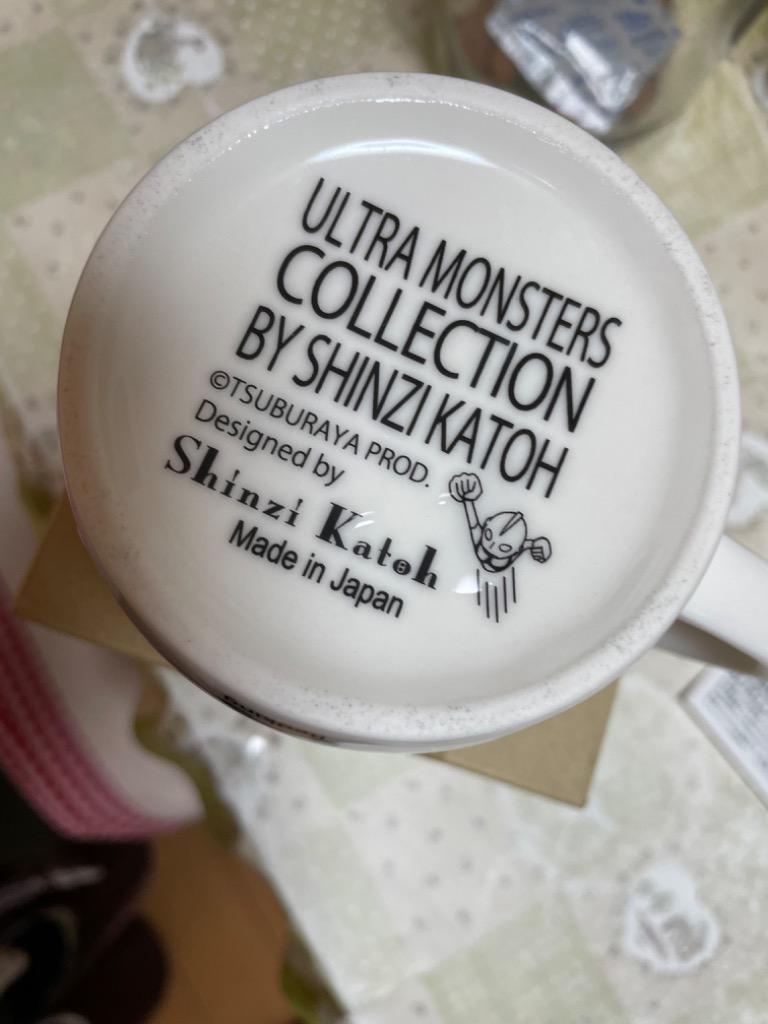 ULTRA MONSTERS
COLLECTION
BY SHINZI KATOH
©TSUBURAYA PROD.
Designed by
Shinzi Katoh
Made in Japan